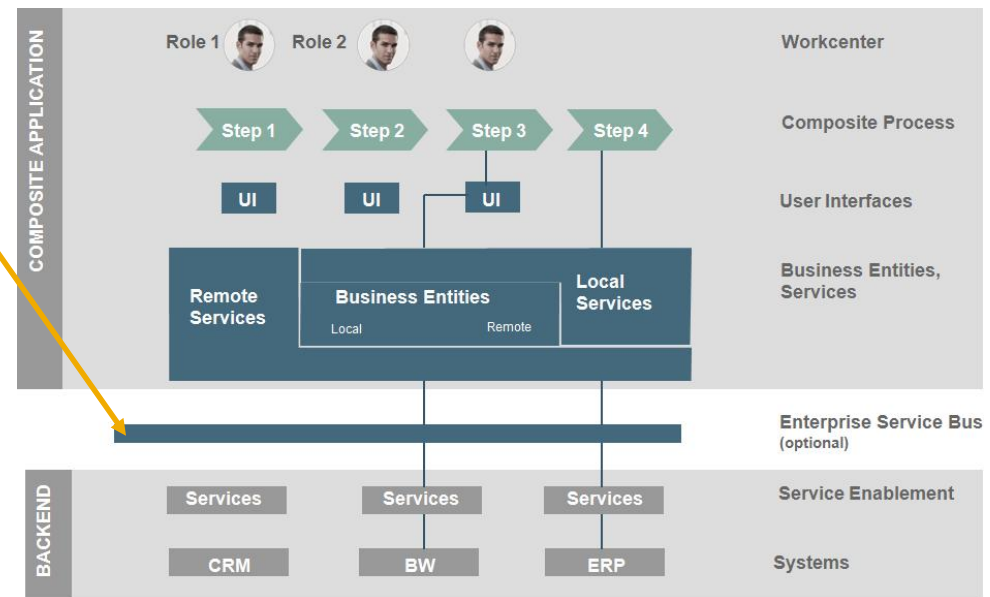 COMPOSITE APPLICATION
Role 1
Role 2
Workcenter
Step 1
Step 2
Step 3
Step 4
Composite Process
UI
UI
UI
User Interfaces
Remote
Services
Business Entities
Local
Remote
Local
Services
Business Entities,
Services
Enterprise Service Bus
(optional)
BACKEND
Services
Services
Services
Service Enablement
CRM
BW
ERP
Systems